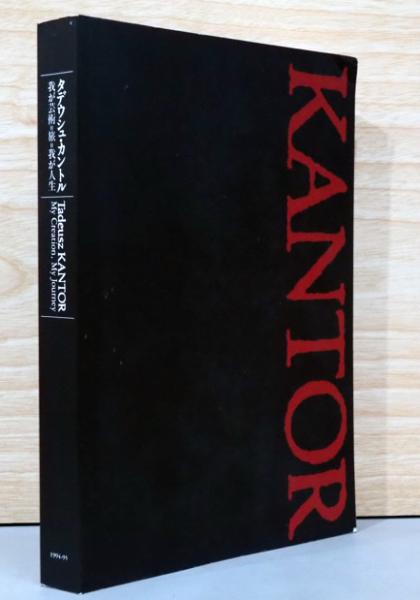 タデウシュ・カントル
我が芸術=旅=我が人生
Tadeusz KANTOR
My Creation, My Journey
1994-95
KANTOR